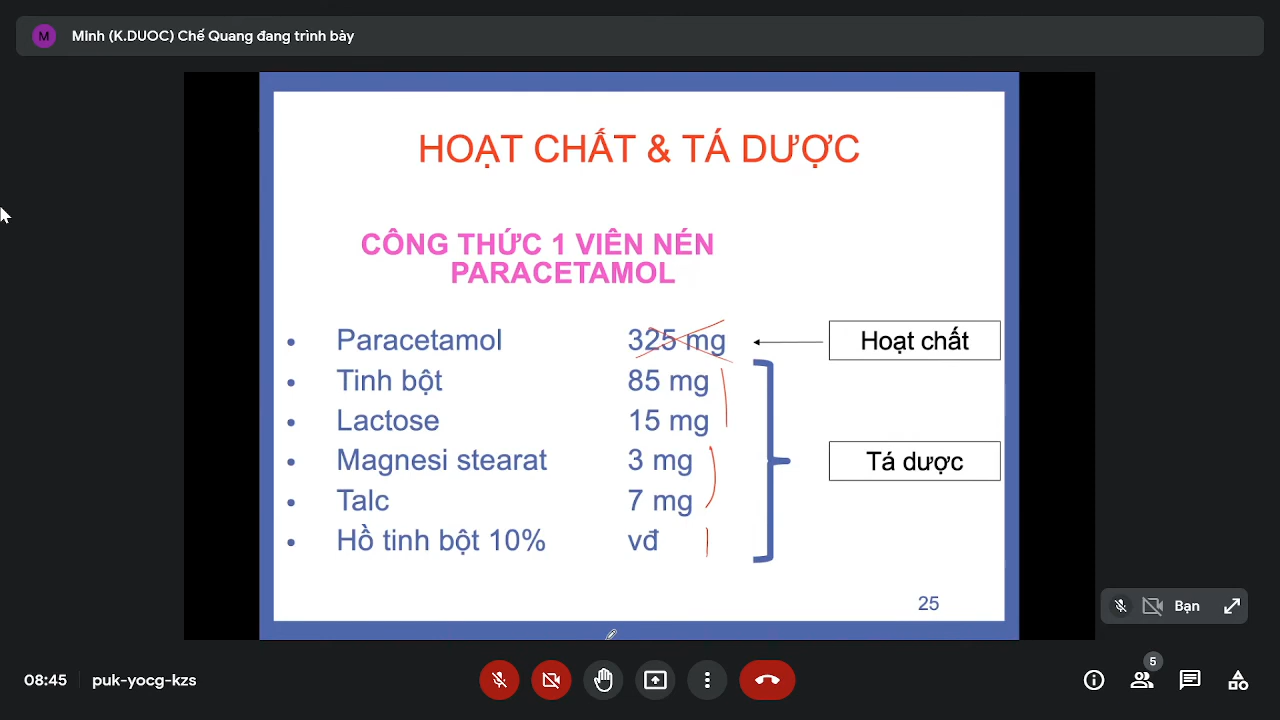 M
Minh (K.DUOC) Chế Quang đang trình bày
HOẠT CHẤT & TÁ DƯỢC
CÔNG THỨC 1 VIÊN NÉN
PARACETAMOL
• Paracetamol 325 mg
Hoạt chất
• Tinh bột 85 mg
• Lactose 15 mg
• Magnesi stearat 3 mg
Tá dược
• Talc 7 mg
• Hồ tinh bột 10% vđ
25
Bạn
08:45 puk-yocg-kzs
5